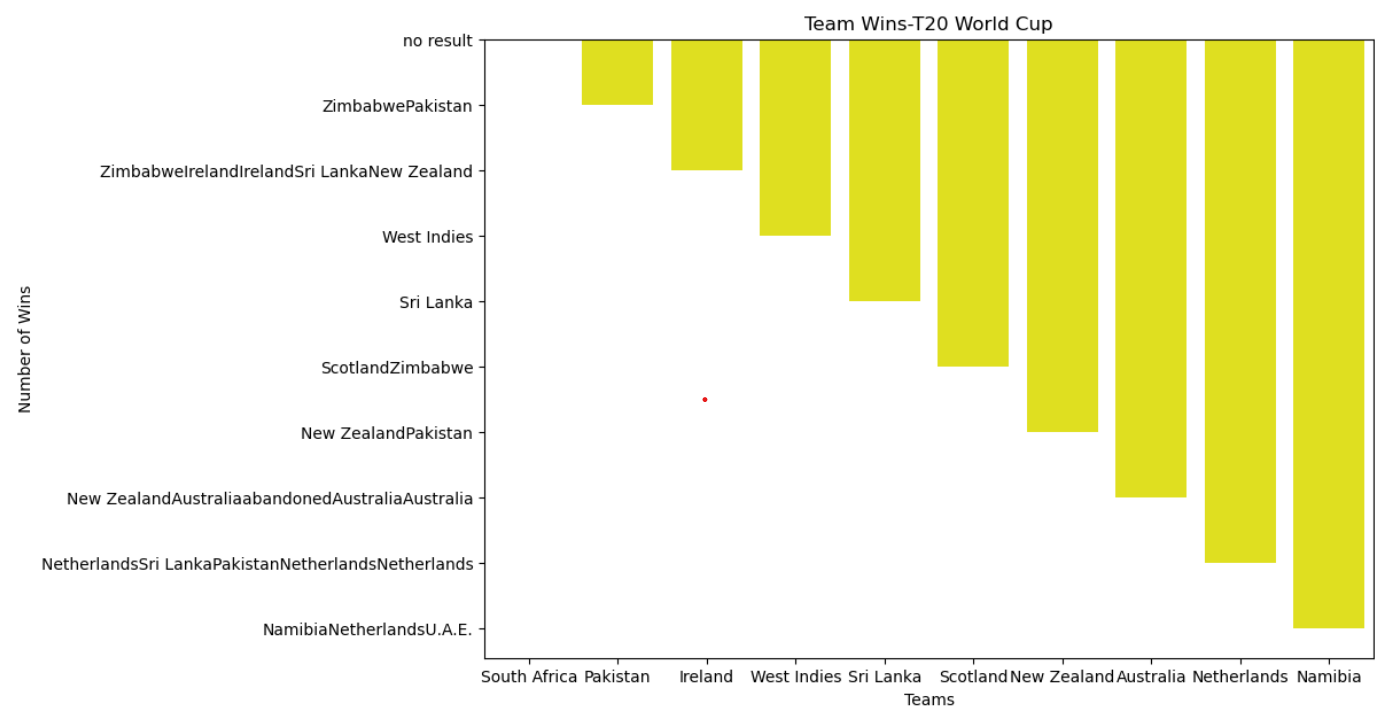 Team Wins-T20 World Cup
no result
ZimbabwePakistan
ZimbabweIrelandIrelandSri LankaNew Zealand
West Indies
Sri Lanka
ScotlandZimbabwe
New ZealandPakistan
New ZealandAustraliaabandonedAustraliaAustralia
NetherlandsSri LankaPakistanNetherlandsNetherlands
NamibiaNetherlandsU.A.E.
Number of Wins
South Africa Pakistan Ireland West Indies Sri Lanka Scotland New Zealand Australia Netherlands Namibia
Teams